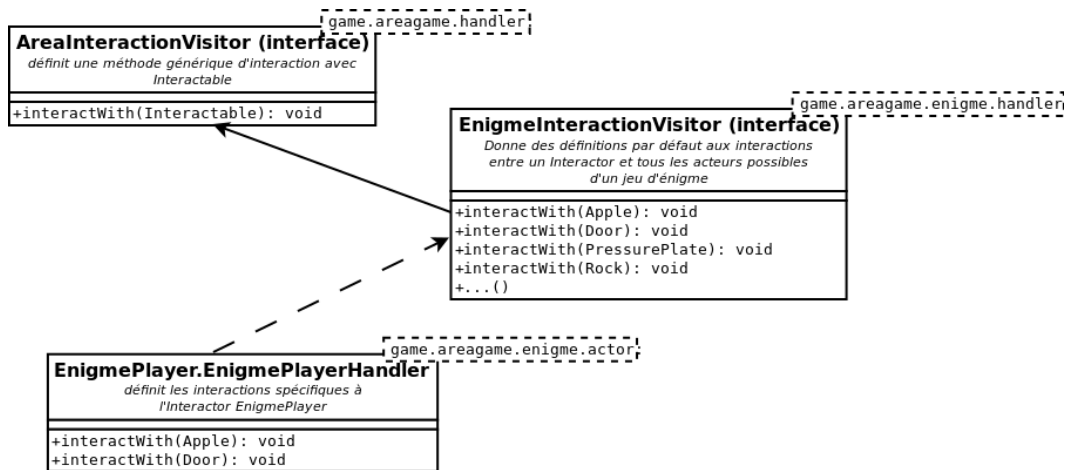 game.areagame.handler
AreaInteractionVisitor (interface)
définit une méthode générique d'interaction avec
Interactable
+interactWith(Interactable): void
game.areagame.enigme.handler
EnigmeInteractionVisitor (interface)
Donne des définitions par défaut aux interactions
entre un Interactor et tous les acteurs possibles
d'un jeu d'énigme
+interactWith(Apple): void
+interactWith(Door): void
+interactWith(PressurePlate): void
+interactWith(Rock): void
+...()
game.areagame.enigme.actor
EnigmePlayer.EnigmePlayerHandler
définit les interactions spécifiques à
l'Interactor EnigmePlayer
+interactWith(Apple): void
+interactWith(Door): void